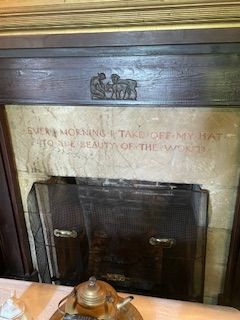 EVERY MORNING I TAKE OFF MY HAT
TO THE BEAUTY OF THE WORLD